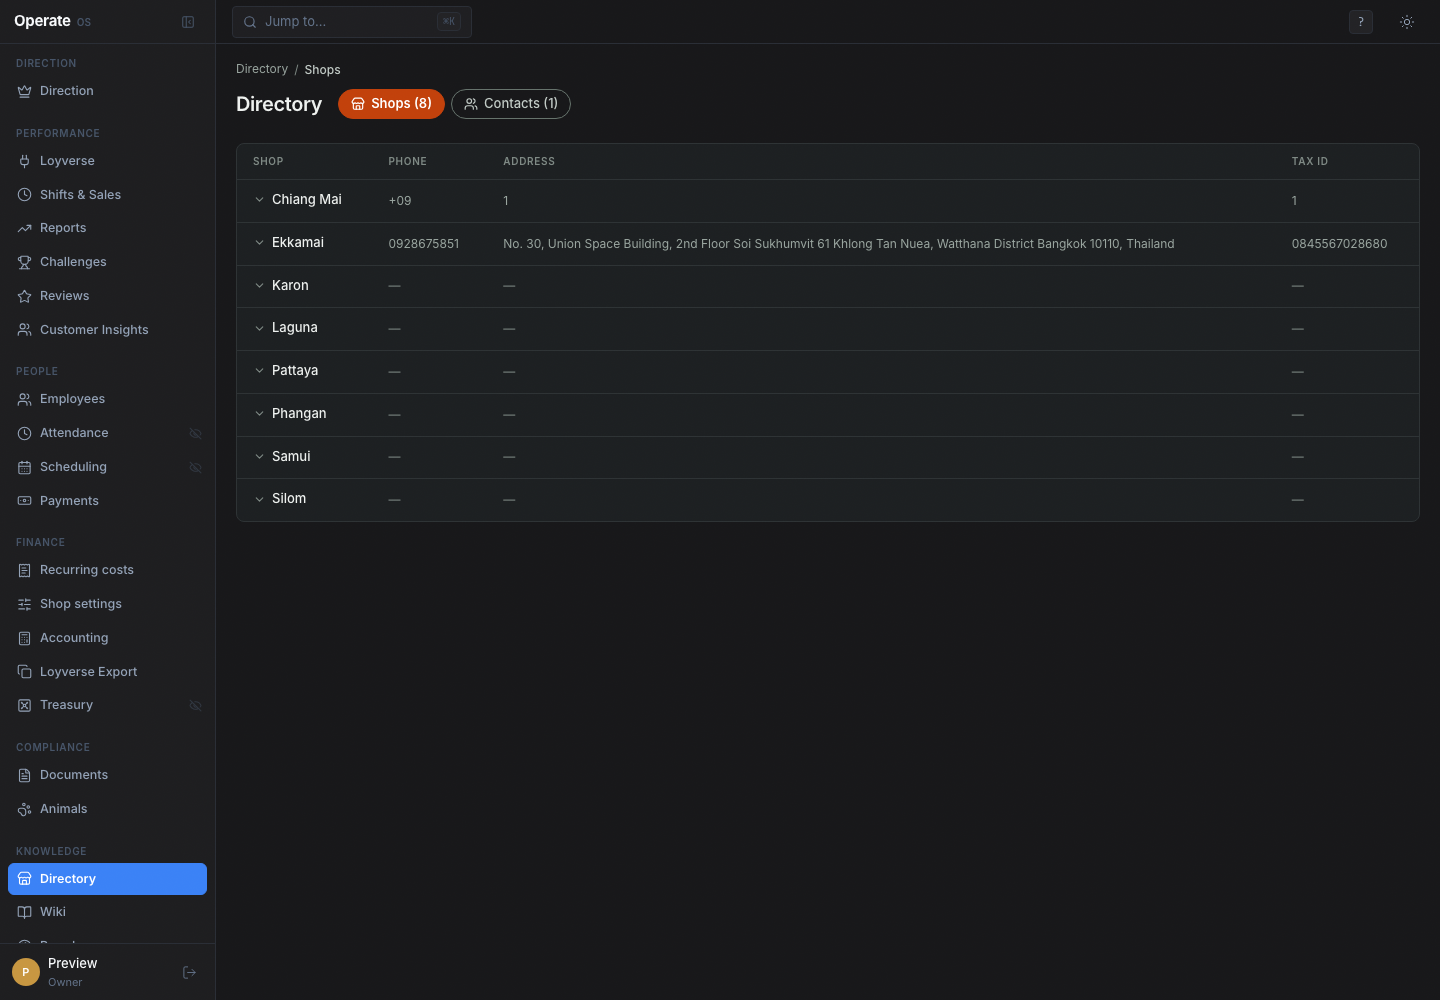 Operate OS
Jump to...
⌘K
?
DIRECTION
Direction
PERFORMANCE
Loyverse
Shifts & Sales
Reports
Challenges
Reviews
Customer Insights
PEOPLE
Employees
Attendance
Scheduling
Payments
FINANCE
Recurring costs
Shop settings
Accounting
Loyverse Export
Treasury
COMPLIANCE
Documents
Animals
KNOWLEDGE
Directory
Wiki
P
Preview
Owner
Directory / Shops
Directory
Shops (8)
Contacts (1)
SHOP PHONE ADDRESS TAX ID
Chiang Mai +09 1 1
Ekkamai 0928675851 No. 30, Union Space Building, 2nd Floor Soi Sukhumvit 61 Khlong Tan Nuea, Watthana District Bangkok 10110, Thailand 0845567028680
Karon — — —
Laguna — — —
Pattaya — — —
Phangan — — —
Samui — — —
Silom — — —